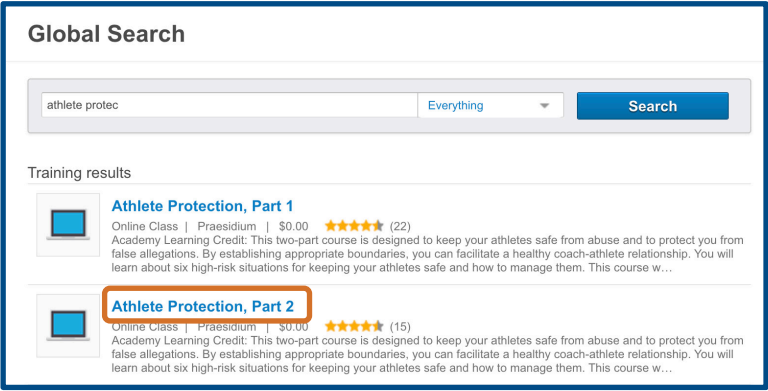 Global Search
athlete protec
Everything
Search
Training results
Athlete Protection, Part 1
Online Class | Praesidium | $0.00 (22)
Academy Learning Credit: This two-part course is designed to keep your athletes safe from abuse and to protect you from
false allegations. By establishing appropriate boundaries, you can facilitate a healthy coach-athlete relationship. You will
learn about six high-risk situations for keeping your athletes safe and how to manage them. This course w…
Athlete Protection, Part 2
Online Class | Praesidium | $0.00 (15)
Academy Learning Credit: This two-part course is designed to keep your athletes safe from abuse and to protect you from
false allegations. By establishing appropriate boundaries, you can facilitate a healthy coach-athlete relationship. You will
learn about six high-risk situations for keeping your athletes safe and how to manage them. This course w…